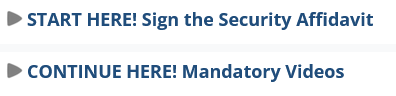 START HERE! Sign the Security Affidavit
CONTINUE HERE! Mandatory Videos